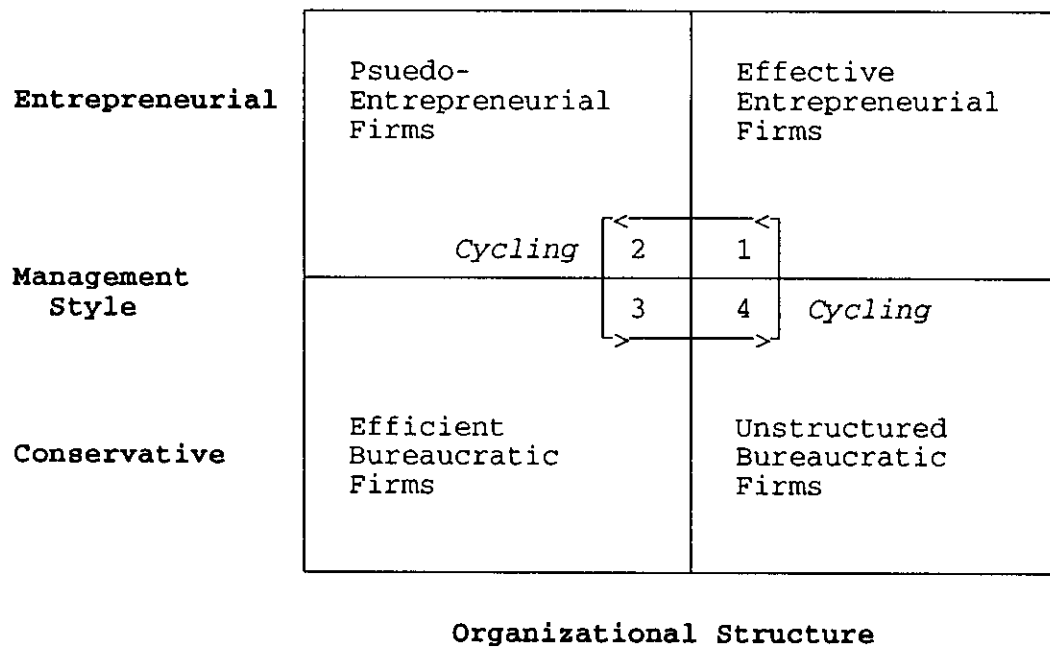 Psuedo-
Entrepreneurial
Firms
Effective
Entrepreneurial
Firms
Entrepreneurial
Cycling
2
1
Management
Style
3
4
Cycling
Efficient
Bureaucratic
Firms
Unstructured
Bureaucratic
Firms
Conservative
Organizational Structure